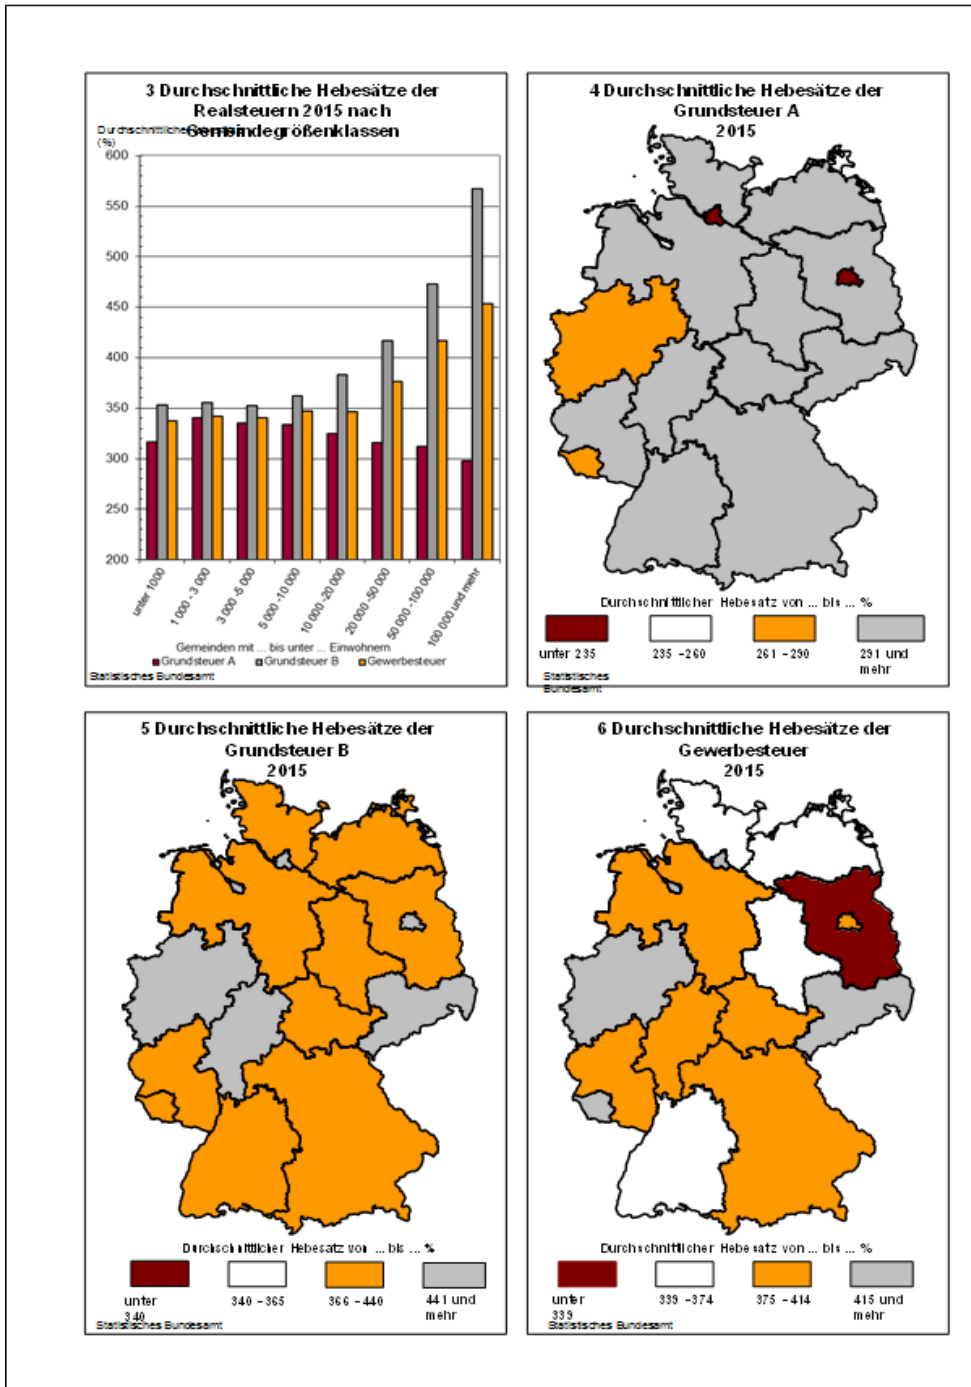 3 Durchschnittliche Hebesätze der
Realsteuern 2015 nach
Gemeindegrößenklassen
Durchschnittlicher
(%)
600
550
500
450
400
350
300
250
200
unter 1000
1 000 - 3 000
3 000 -5 000
5 000 -10 000
10 000 -20 000
20 000 -50 000
50 000 -100 000
100 000 und mehr
Gemeinden mit ... bis unter ... Einwohnern
Grundsteuer A Grundsteuer B Gewerbesteuer
Statistisches Bundesamt
4 Durchschnittliche Hebesätze der
Grundsteuer A
2015
Durchschnittlicher Hebesatz von ... bis ... %
unter 235 235 -260 261 -290 291 und
mehr
Statistisches
Bundesamt
5 Durchschnittliche Hebesätze der
Grundsteuer B
2015
Durchschnittlicher Hebesatz von ... bis ... %
unter 340 -365 366 -440 441 und
340 mehr
Statistisches Bundesamt
6 Durchschnittliche Hebesätze der
Gewerbesteuer
2015
Durchschnittlicher Hebesatz von ... bis ... %
unter 339 -374 375 -414 415 und
339 mehr
Statistisches Bundesamt